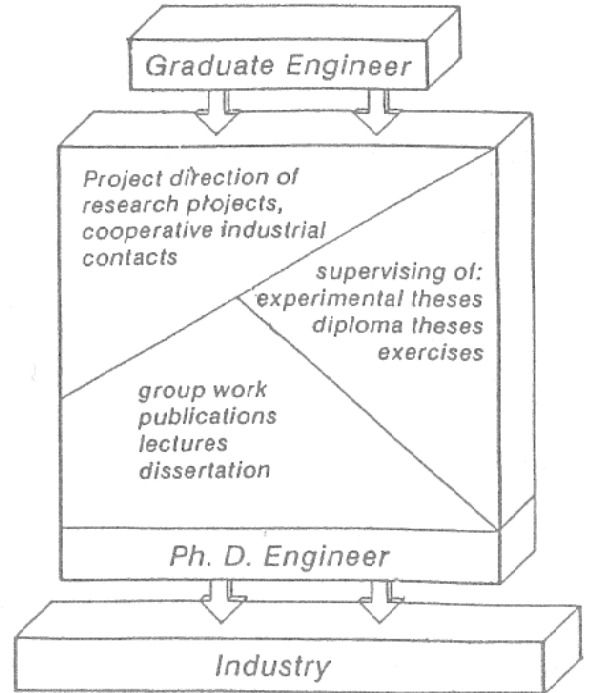 Graduate Engineer
Project direction of
research projects,
cooperative industrial
contacts
supervising of:
experimental theses
diploma theses
exercises
group work
publications
lectures
dissertation
Ph. D. Engineer
Industry